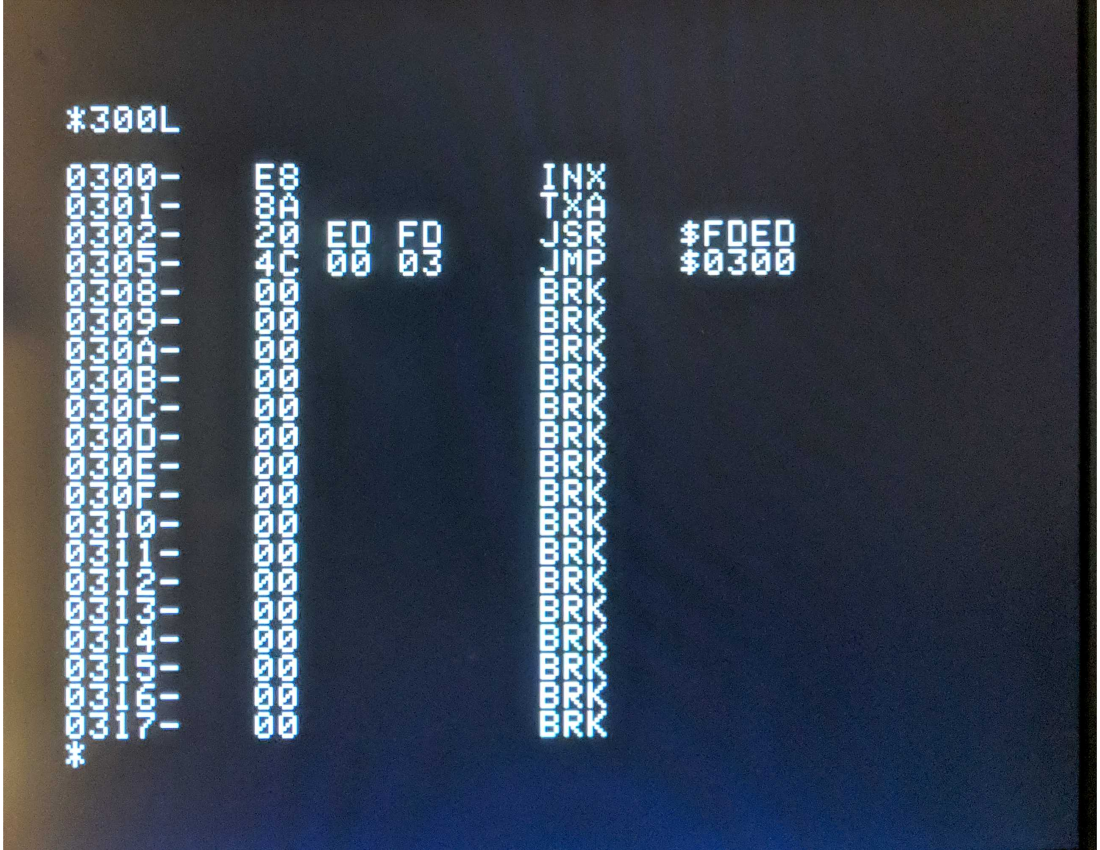 *300L
0300- E8 INX
0301- 8A TXA
0302- 20 ED FD JSR $FDED
0305- 4C 00 03 JMP $0300
0308- 00 BRK
0309- 00 BRK
030A- 00 BRK
030B- 00 BRK
030C- 00 BRK
030D- 00 BRK
030E- 00 BRK
030F- 00 BRK
0310- 00 BRK
0311- 00 BRK
0312- 00 BRK
0313- 00 BRK
0314- 00 BRK
0315- 00 BRK
0316- 00 BRK
0317- 00 BRK
*